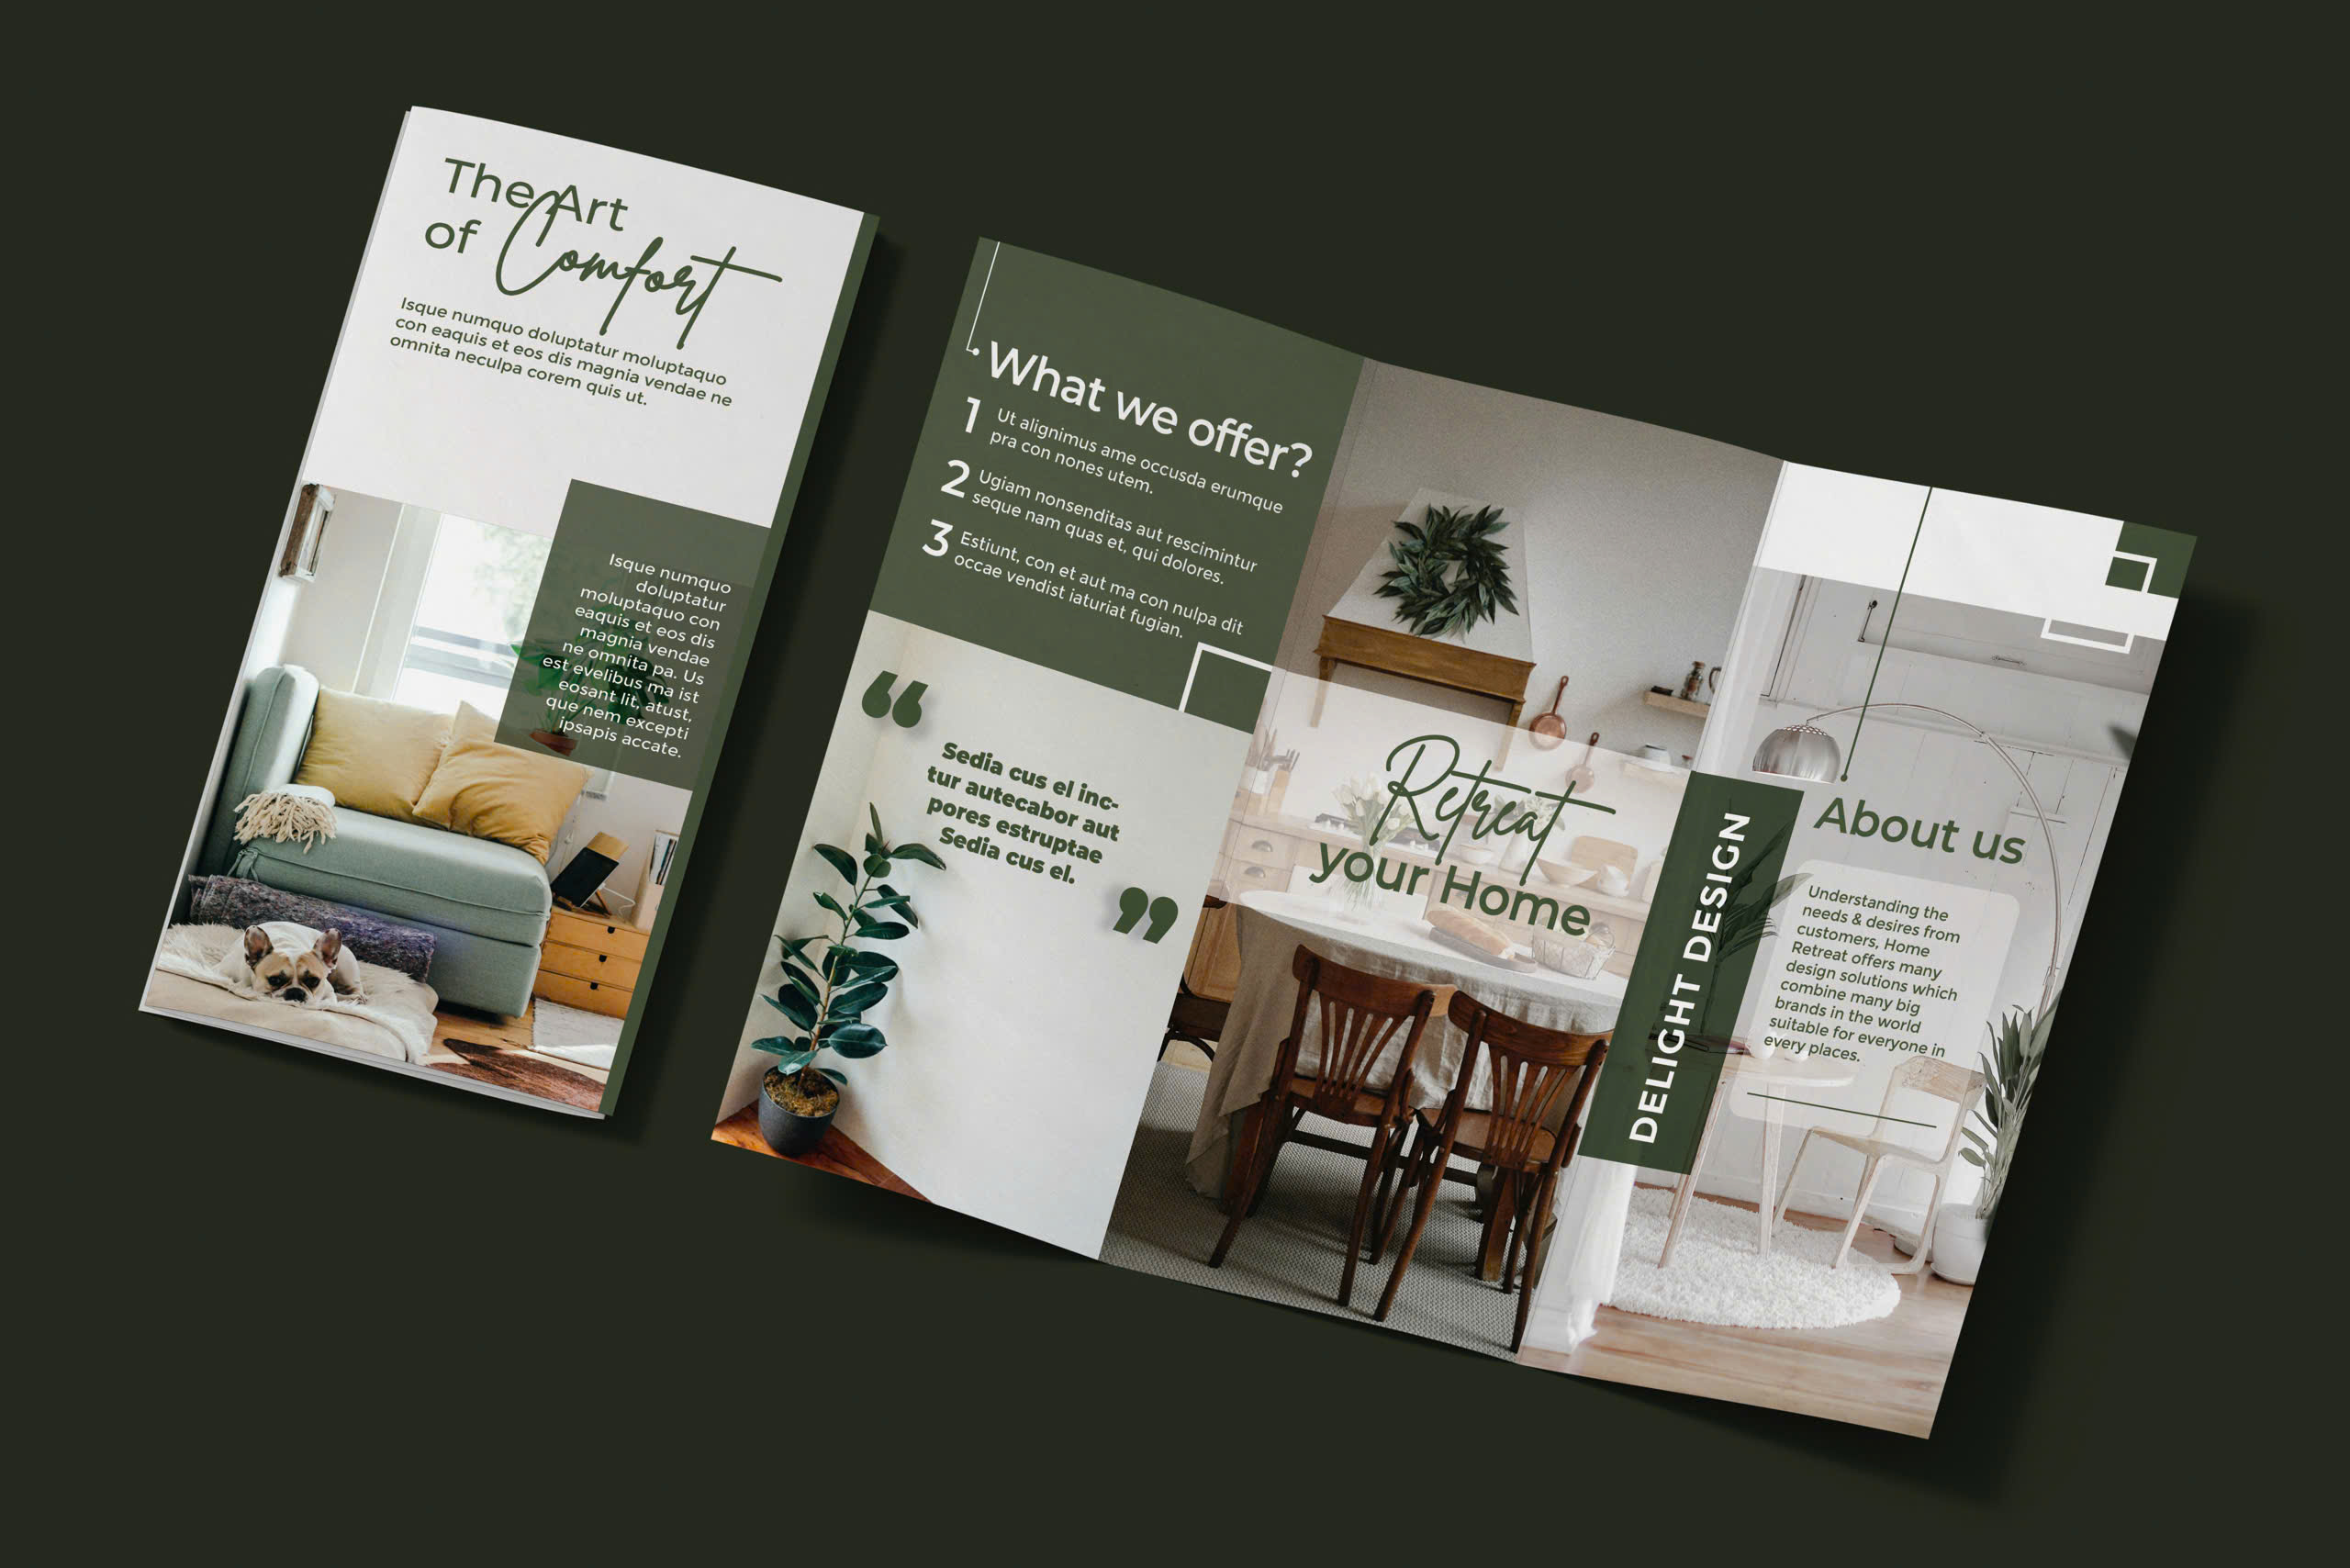 The Art
of Comfort
Isque numquo doluptatur moluptaquo
con eaquis et eos dis magnia vendae ne
omnita neculpa corem quis ut.
Isque numquo
doluptatur
moluptaquo con
eaquis et eos dis
magnia vendae
ne omnita pa. Us
est evelibus ma ist
eosant lit, atust,
que nem excepti
ipsapis accate.
What we offer?
1 Ut alignimus ame occusda erumque
pra con nones utem.
2 Ugiam nonsenditas aut rescimintur
seque nam quas et, qui dolores.
3 Estiunt, con et aut ma con nulpa dit
occae vendist iaturiat fugian.
“
Sedia cus el inc-
tur autecabor aut
pores estruptae
Sedia cus el.
”
Retreat
your Home
DELIGHT DESIGN
About us
Understanding the
needs & desires from
customers, Home
Retreat offers many
design solutions which
combine many big
brands in the world
suitable for everyone in
every places.